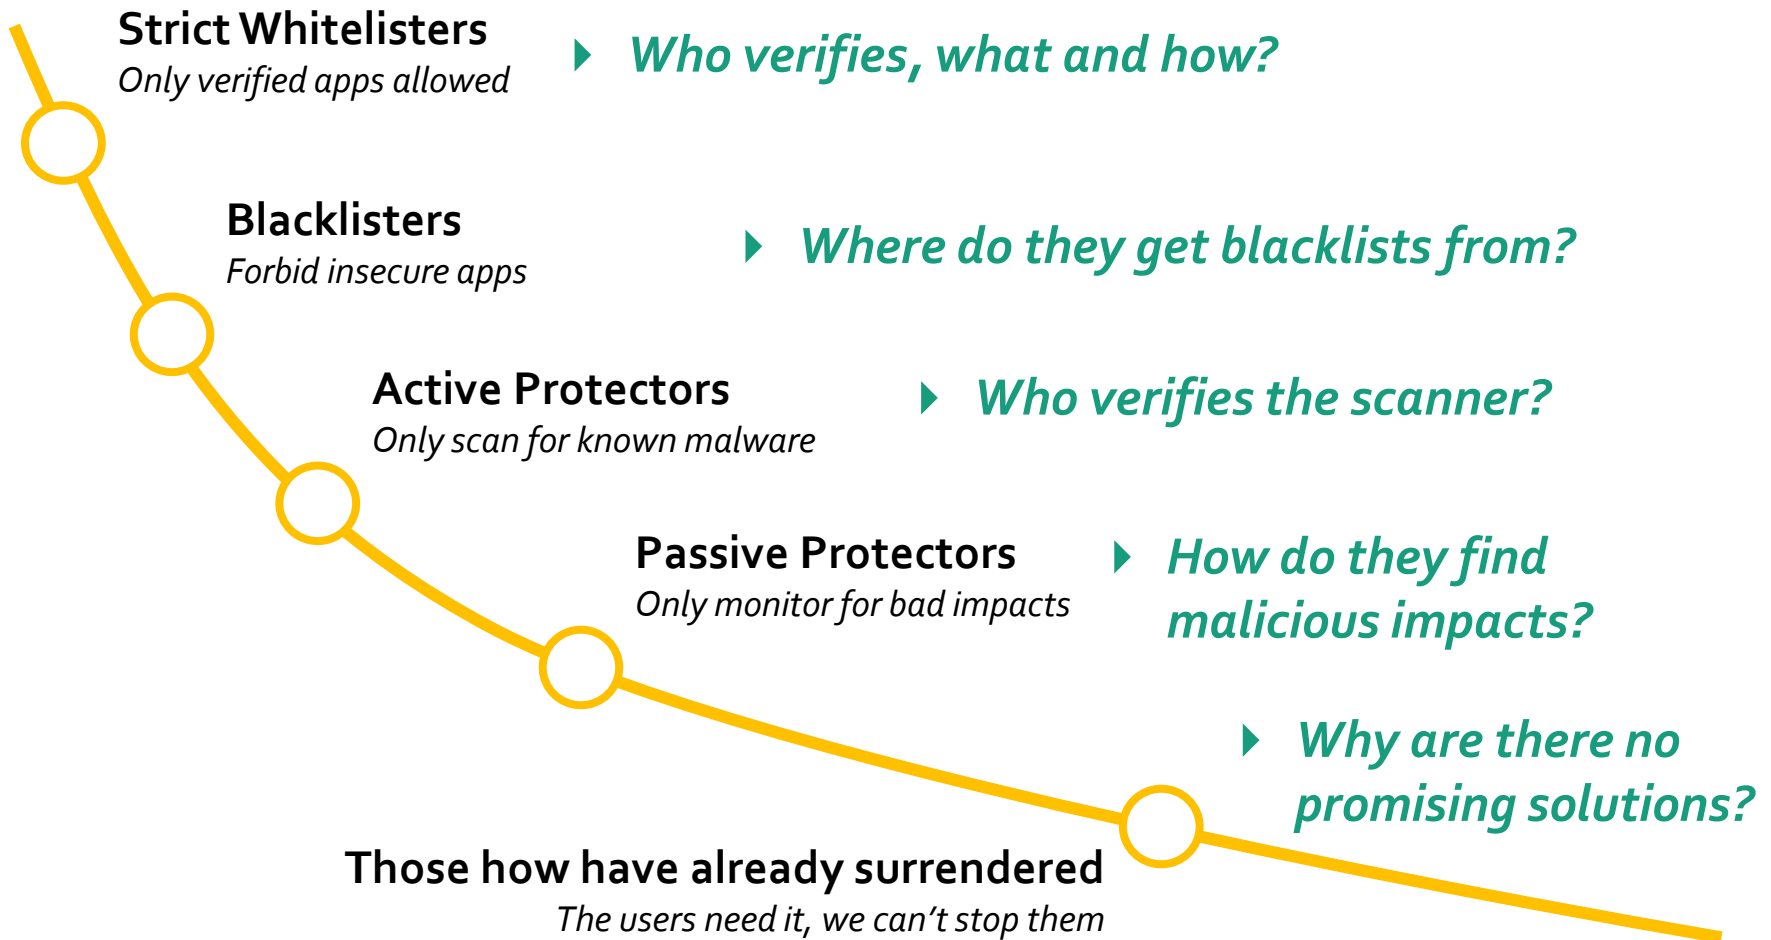 Strict Whitelisters
Only verified apps allowed
Who verifies, what and how?
Blacklisters
Forbid insecure apps
Where do they get blacklists from?
Active Protectors
Only scan for known malware
Who verifies the scanner?
Passive Protectors
Only monitor for bad impacts
How do they find
malicious impacts?
Why are there no
promising solutions?
Those how have already surrendered
The users need it, we can’t stop them